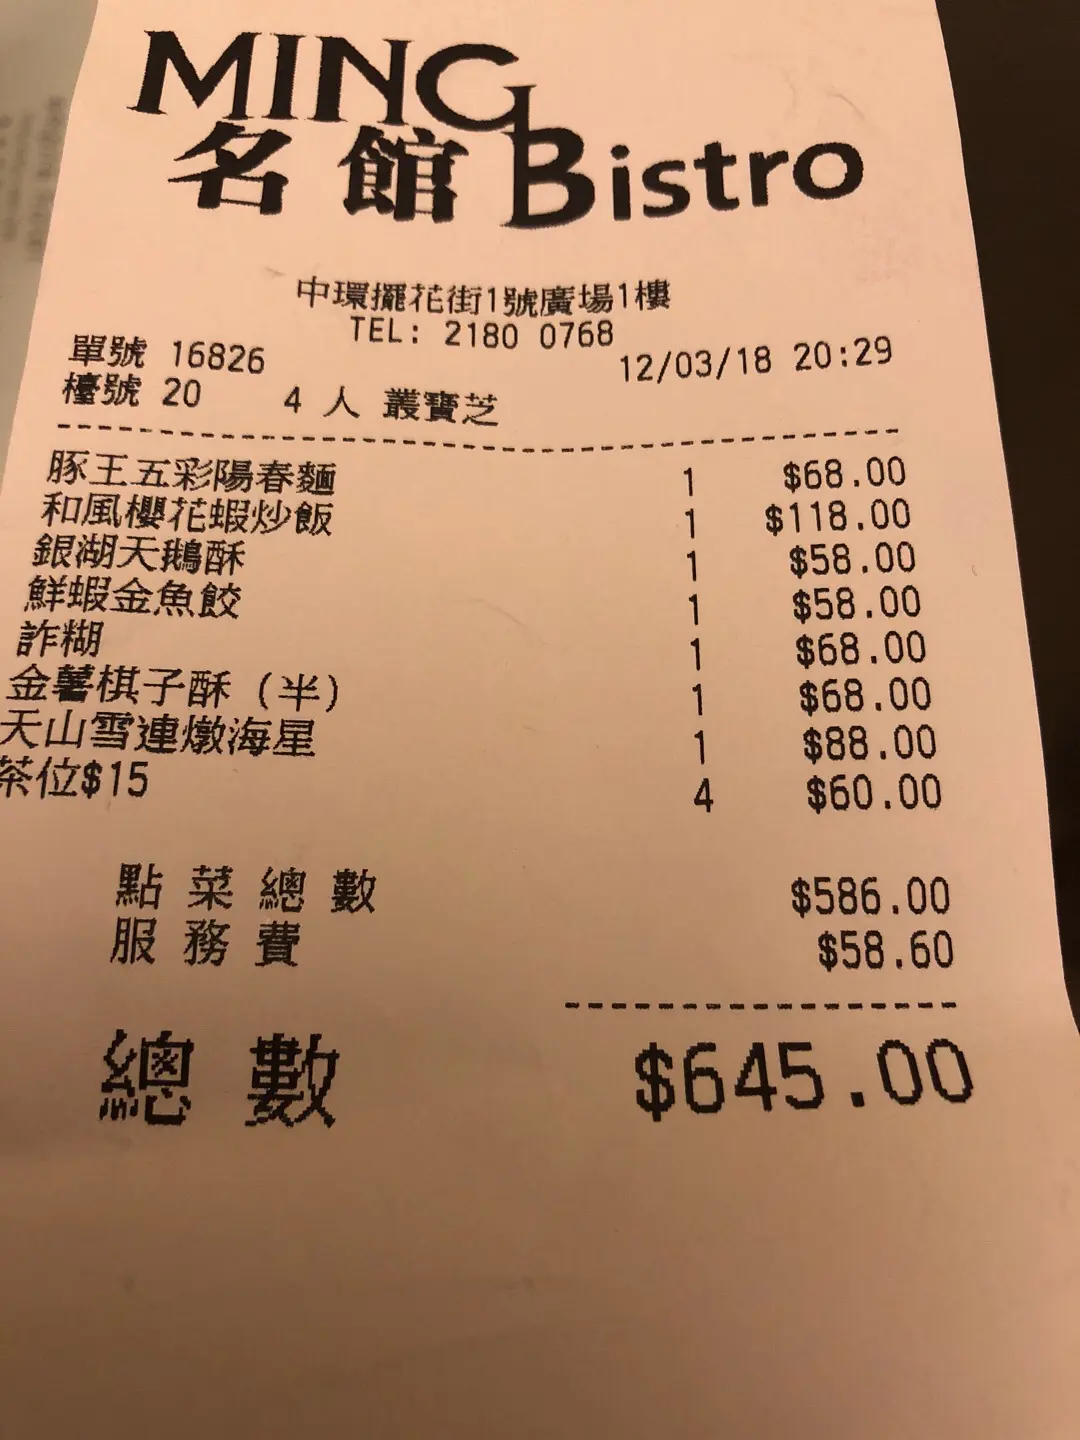 MING
名館 Bistro
中環擺花街1號廣場1樓
TEL: 2180 0768
單號 16826 12/03/18 20:29
檯號 20 4 人 叢寶芝
豚王五彩陽春麵 1 $68.00
和風櫻花蝦炒飯 1 $118.00
銀湖天鵝酥 1 $58.00
鮮蝦金魚餃 1 $58.00
詐糊 1 $68.00
金薯棋子酥 (半) 1 $68.00
天山雪連燉海星 1 $88.00
茶位$15 4 $60.00
點菜總數 $586.00
服務費 $58.60
總數 $645.00